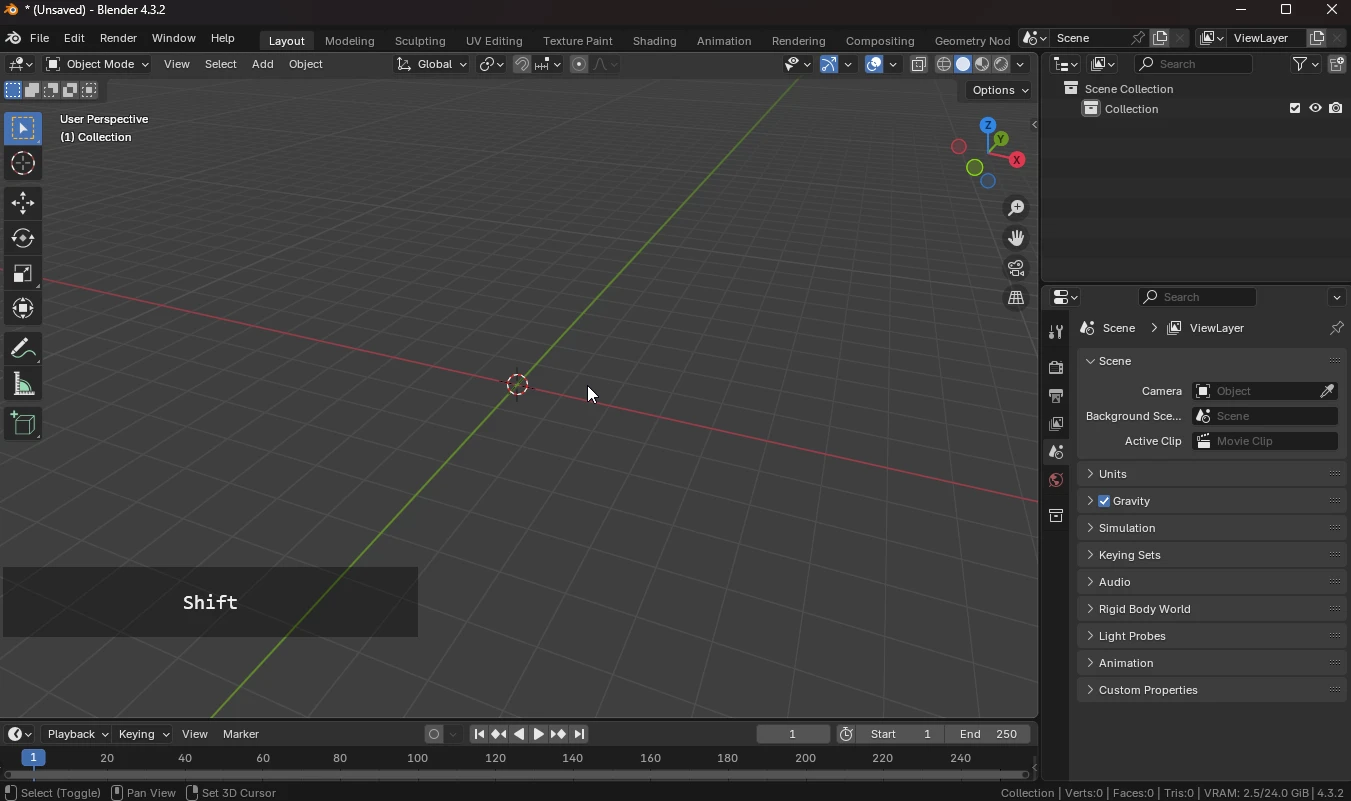 * (Unsaved) - Blender 4.3.2
File Edit Render Window Help Layout Modeling Sculpting UV Editing Texture Paint Shading Animation Rendering Compositing Geometry Nod Scene ViewLayer
Object Mode View Select Add Object Global Search
Options
Scene Collection
Collection
User Perspective
(1) Collection
Z
Y
X
Search
Scene ViewLayer
Scene
Camera Object
Background Sce... Scene
Active Clip Movie Clip
Units
Gravity
Simulation
Keying Sets
Audio
Rigid Body World
Light Probes
Animation
Custom Properties
Shift
Playback Keying View Marker 1 Start 1 End 250
1 20 40 60 80 100 120 140 160 180 200 220 240
Select (Toggle) Pan View Set 3D Cursor Collection | Verts:0 | Faces:0 | Tris:0 | VRAM: 2.5/24.0 GiB | 4.3.2